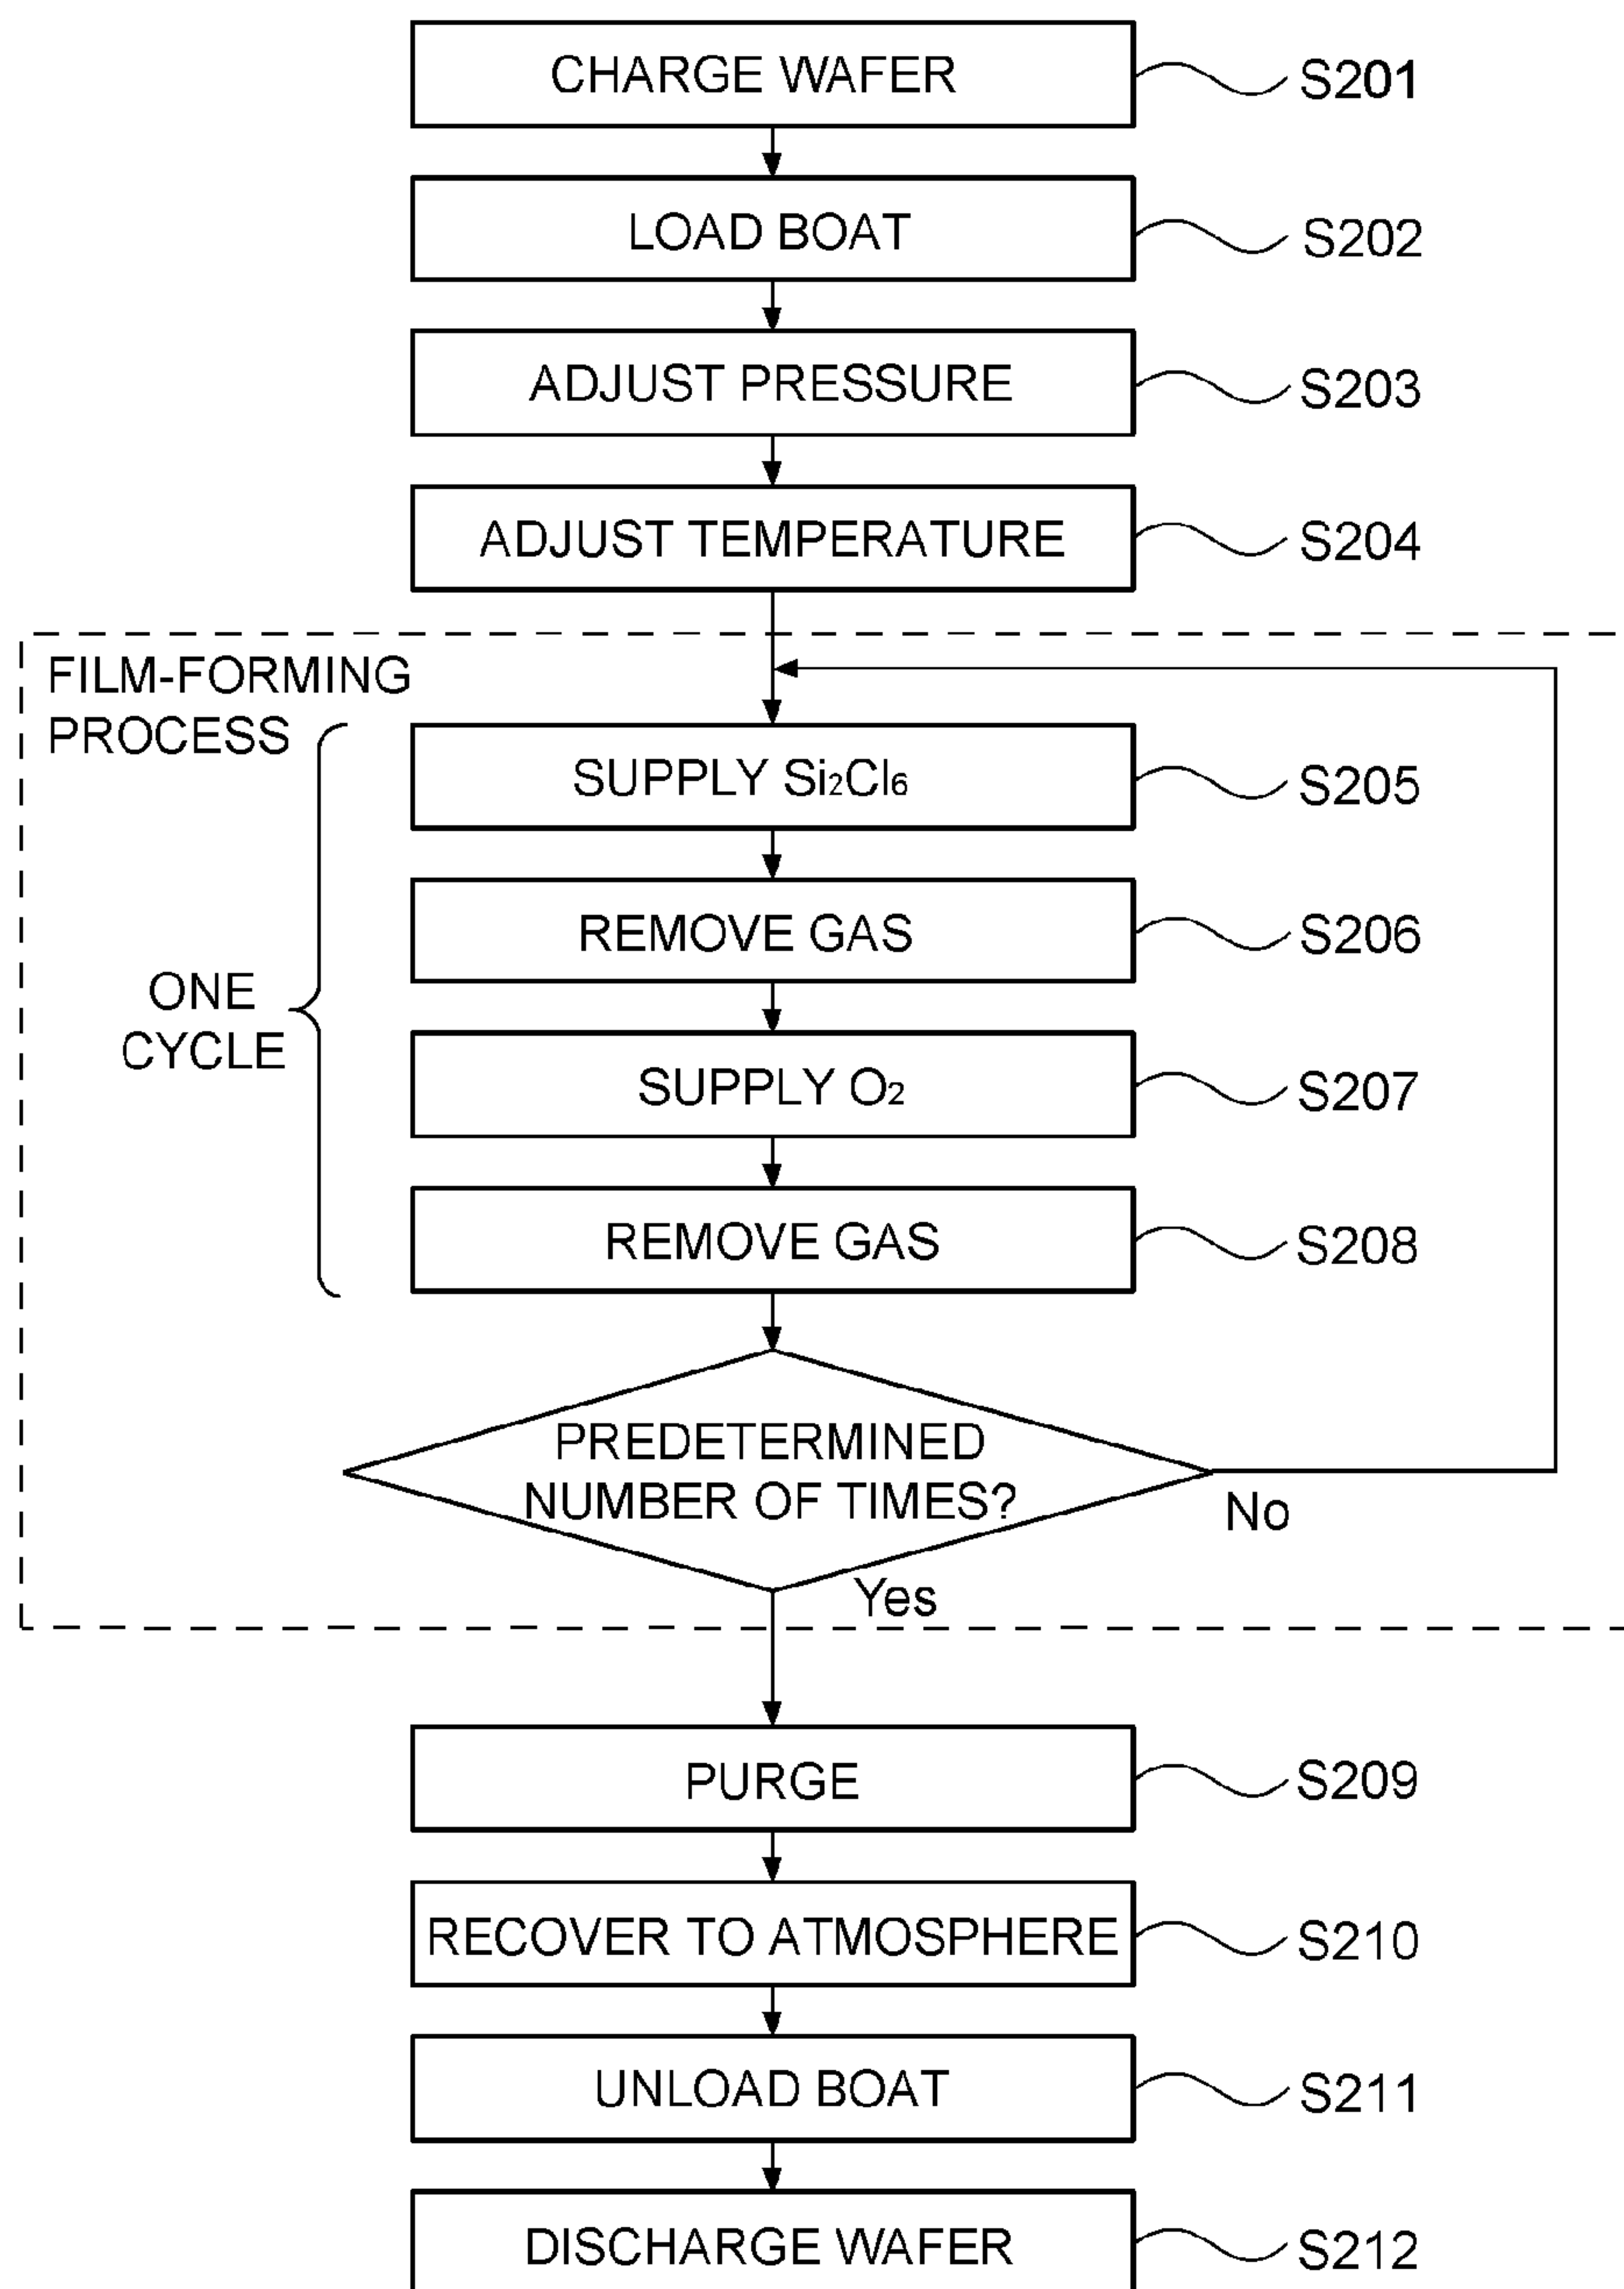 CHARGE WAFER
S201
LOAD BOAT
S202
ADJUST PRESSURE
S203
ADJUST TEMPERATURE
S204
FILM-FORMING
PROCESS
SUPPLY Si₂Cl₆
S205
REMOVE GAS
S206
ONE
CYCLE
SUPPLY O₂
S207
REMOVE GAS
S208
PREDETERMINED
NUMBER OF TIMES?
No
Yes
PURGE
S209
RECOVER TO ATMOSPHERE
S210
UNLOAD BOAT
S211
DISCHARGE WAFER
S212